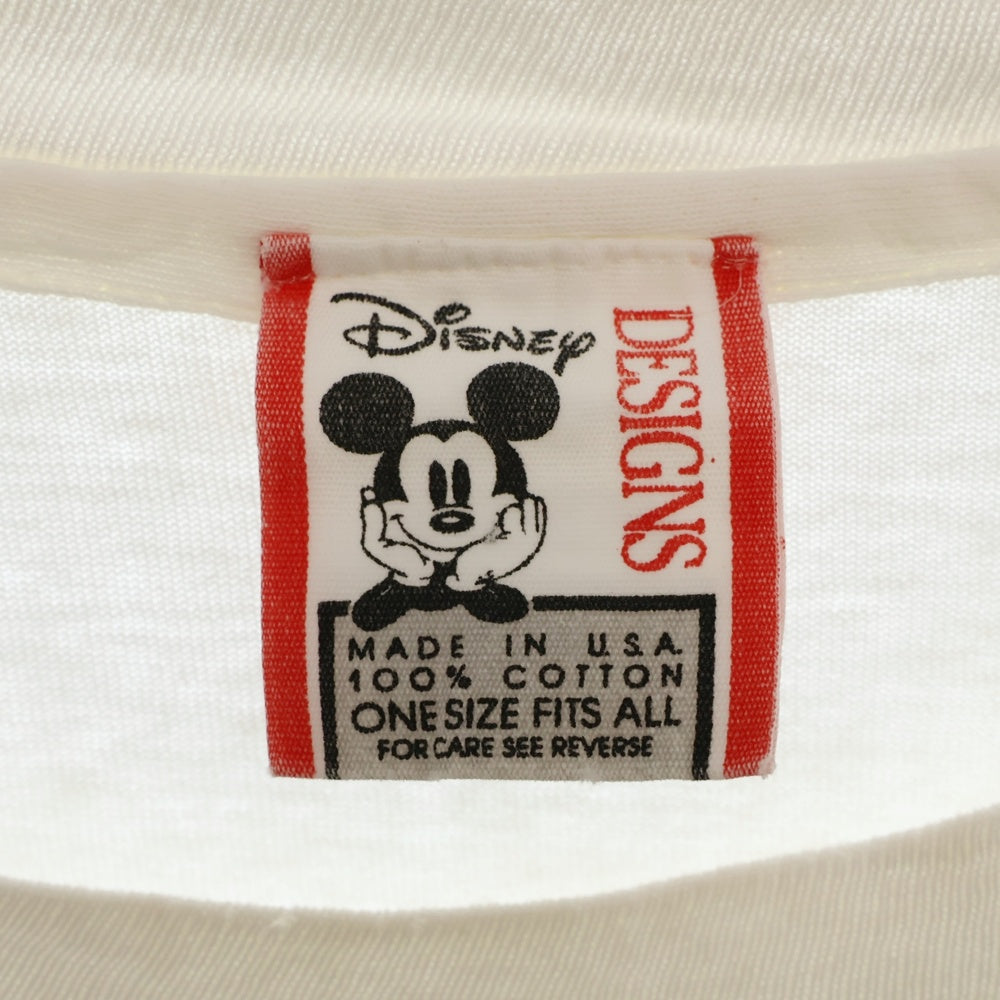 Disney
DESIGNS
MADE IN U.S.A.
100% COTTON
ONE SIZE FITS ALL
FOR CARE SEE REVERSE